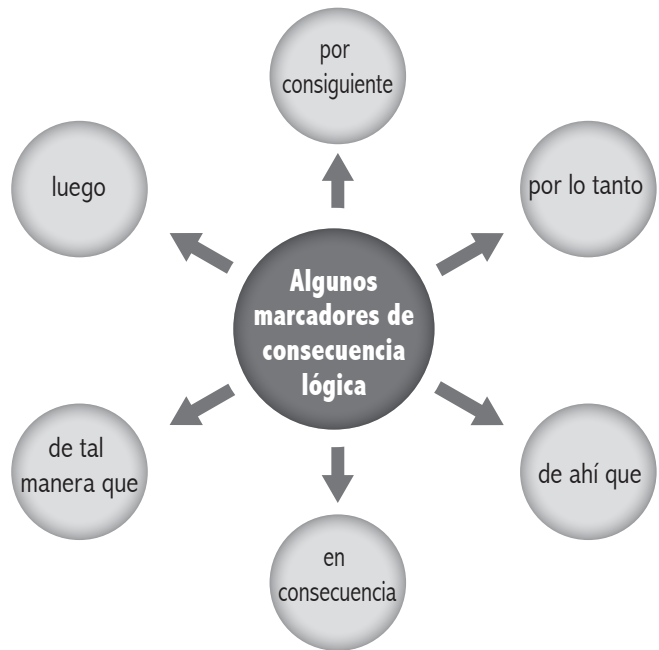 por
consiguiente
luego
por lo tanto
Algunos
marcadores de
consecuencia
lógica
de tal
manera que
de ahí que
en
consecuencia